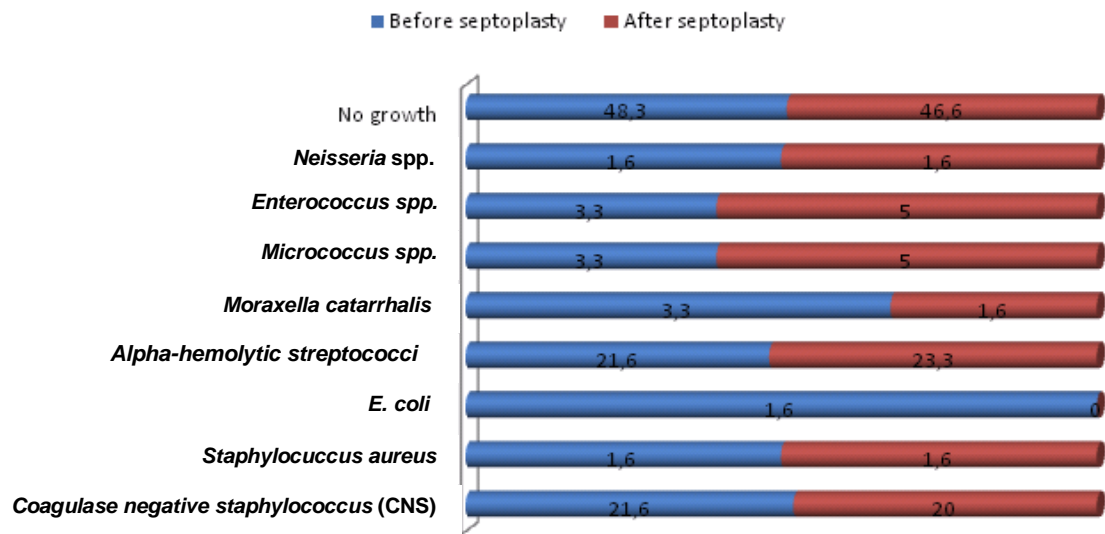 Before septoplasty After septoplasty
No growth 48,3 46,6
Neisseria spp. 1,6 1,6
Enterococcus spp. 3,3 5
Micrococcus spp. 3,3 5
Moraxella catarrhalis 3,3 1,6
Alpha-hemolytic streptococci 21,6 23,3
E. coli 1,6 0
Staphylucuccus aureus 1,6 1,6
Coagulase negative staphylococcus (CNS) 21,6 20